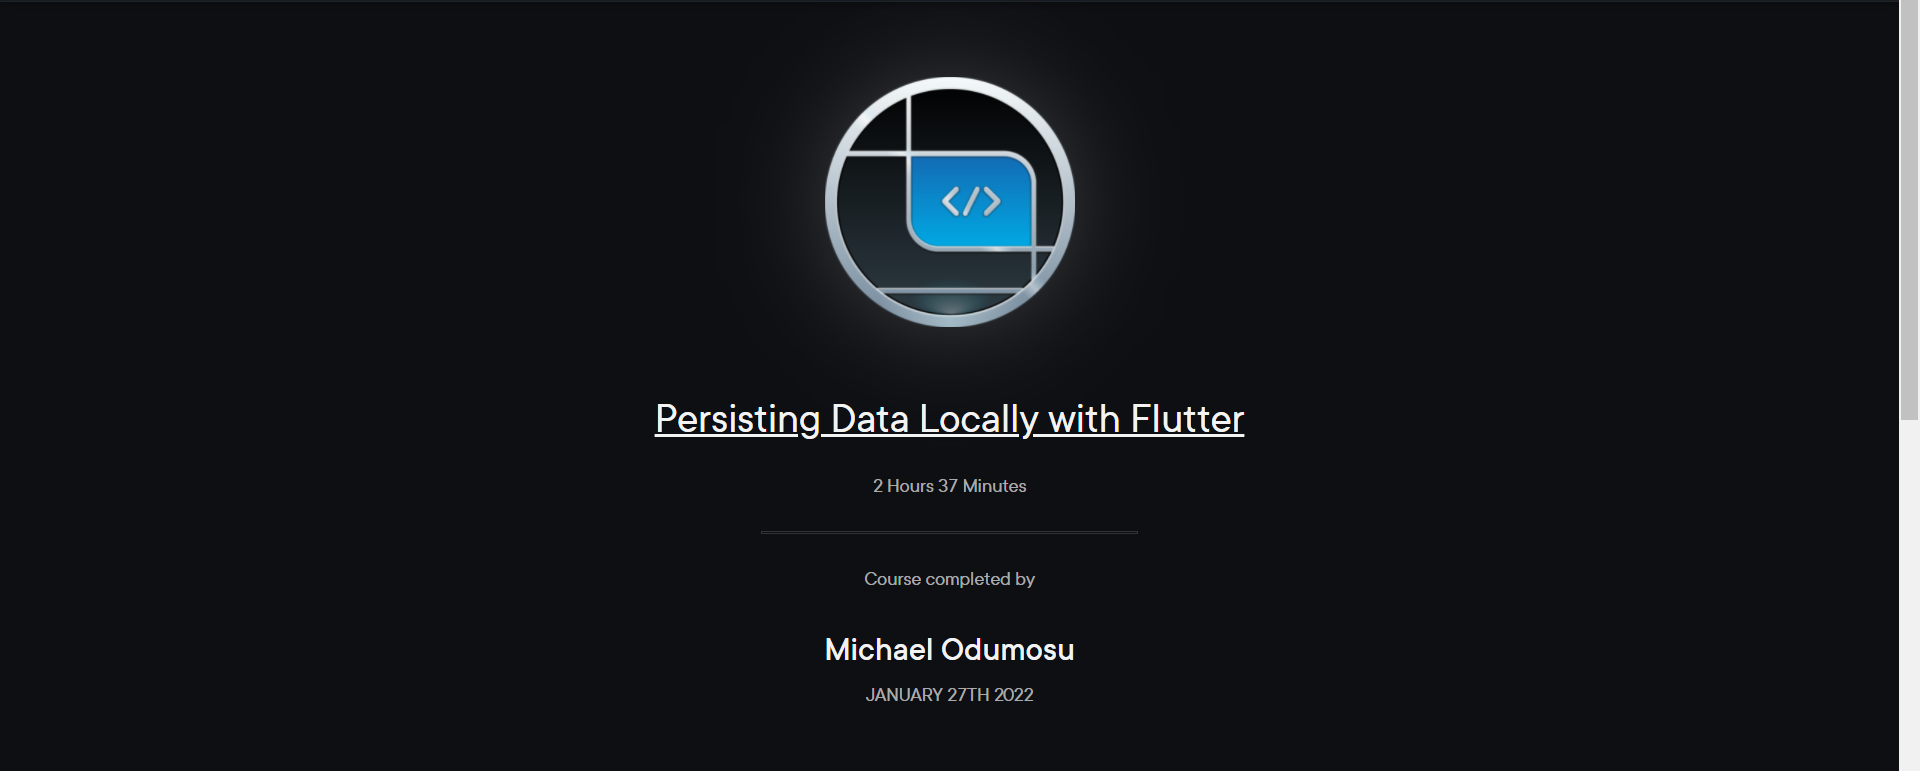 </>
Persisting Data Locally with Flutter
2 Hours 37 Minutes
Course completed by
Michael Odumosu
JANUARY 27TH 2022